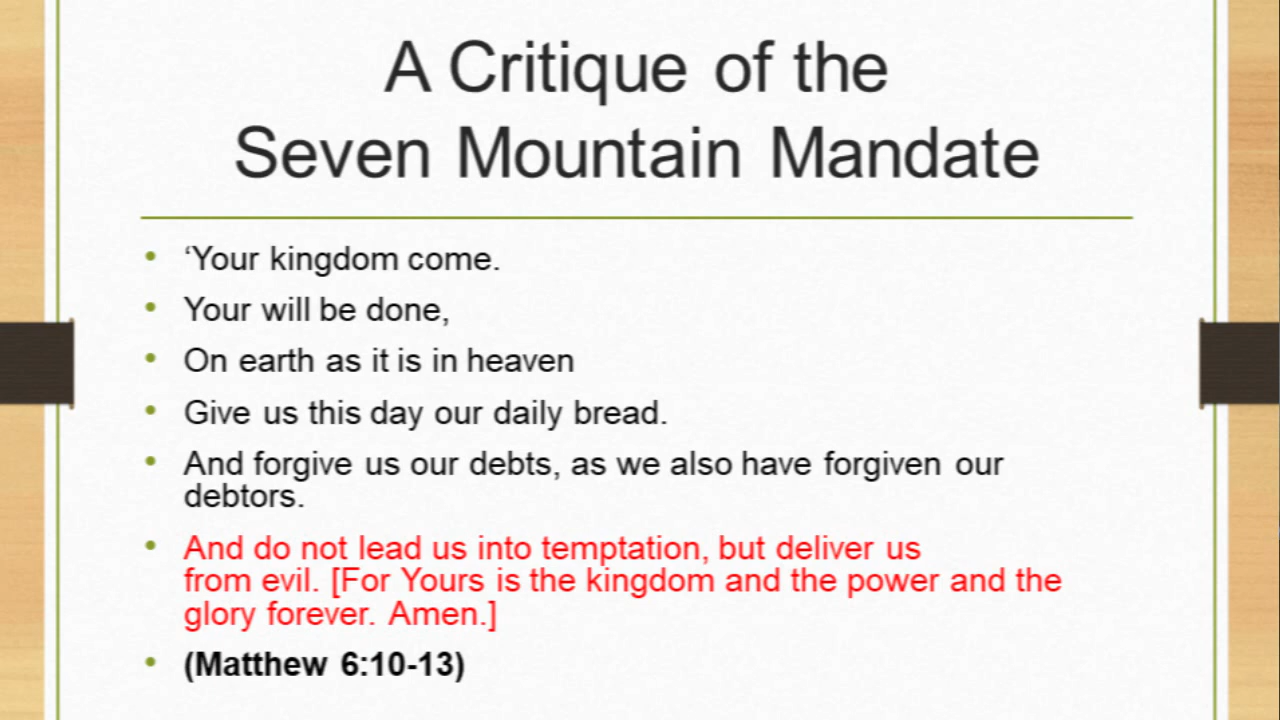 A Critique of the
Seven Mountain Mandate
• ‘Your kingdom come.
• Your will be done,
• On earth as it is in heaven
• Give us this day our daily bread.
• And forgive us our debts, as we also have forgiven our
debtors.
• And do not lead us into temptation, but deliver us
from evil. [For Yours is the kingdom and the power and the
glory forever. Amen.]
• (Matthew 6:10-13)